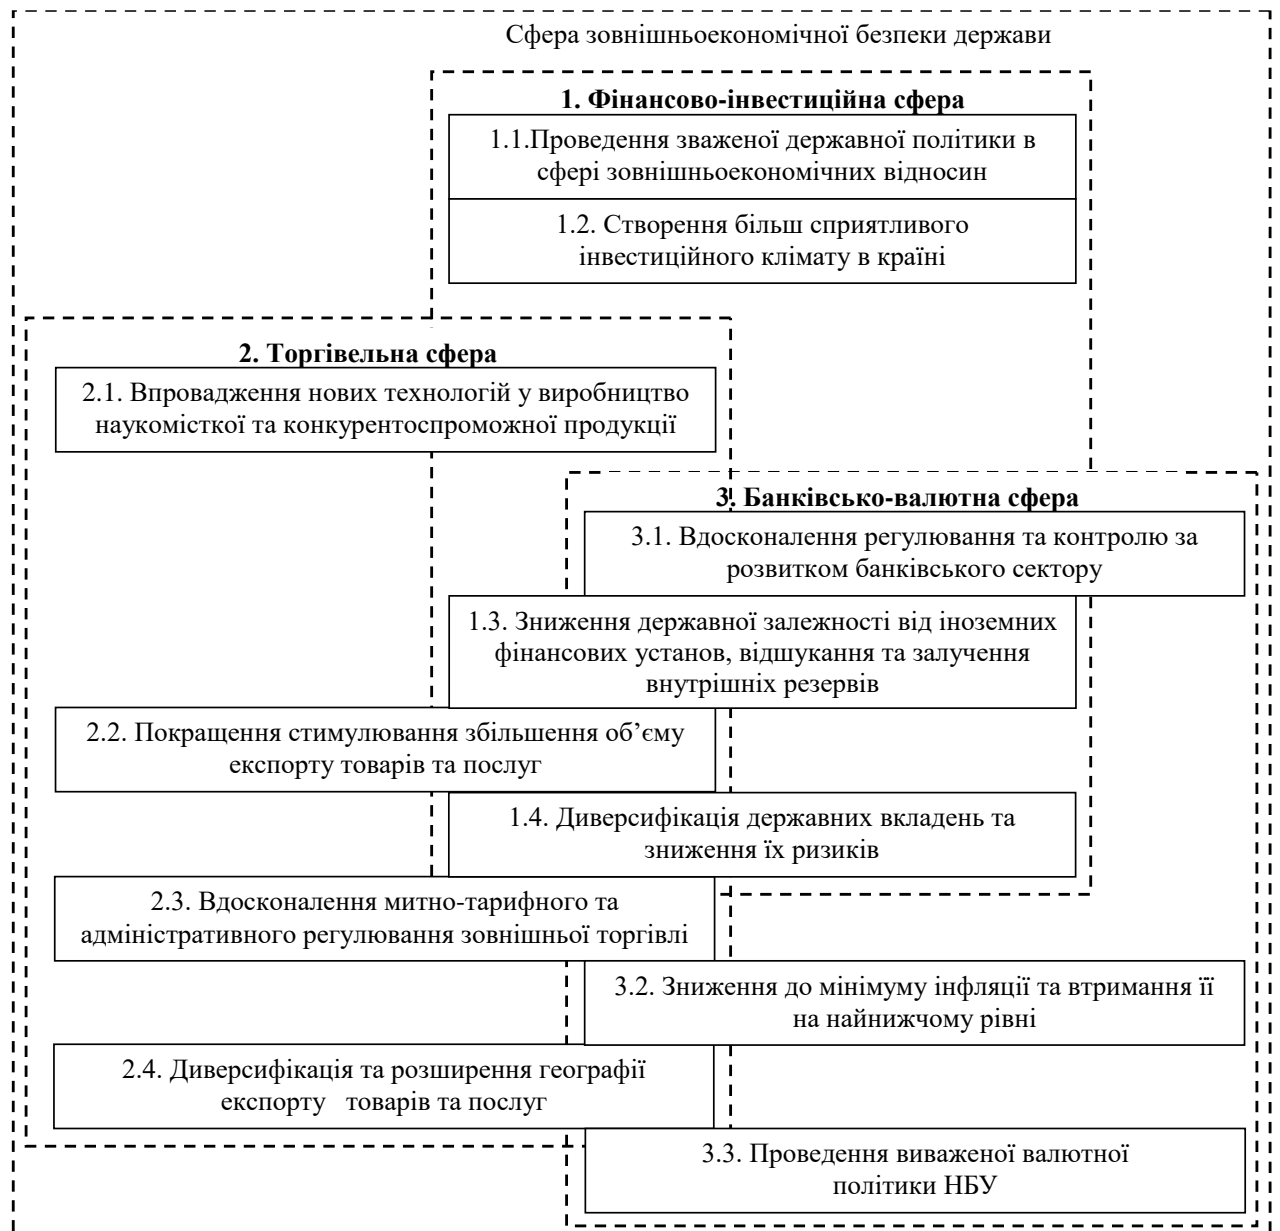 Сфера зовнішньоекономічної безпеки держави
1. Фінансово-інвестиційна сфера
1.1.Проведення зваженої державної політики в
сфері зовнішньоекономічних відносин
1.2. Створення більш сприятливого
інвестиційного клімату в країні
2. Торгівельна сфера
2.1. Впровадження нових технологій у виробництво
наукомісткої та конкурентоспроможної продукції
3. Банківсько-валютна сфера
3.1. Вдосконалення регулювання та контролю за
розвитком банківського сектору
1.3. Зниження державної залежності від іноземних
фінансових установ, відшукання та залучення
внутрішніх резервів
2.2. Покращення стимулювання збільшення об’єму
експорту товарів та послуг
1.4. Диверсифікація державних вкладень та
зниження їх ризиків
2.3. Вдосконалення митно-тарифного та
адміністративного регулювання зовнішньої торгівлі
3.2. Зниження до мінімуму інфляції та втримання її
на найнижчому рівні
2.4. Диверсифікація та розширення географії
експорту товарів та послуг
3.3. Проведення виваженої валютної
політики НБУ